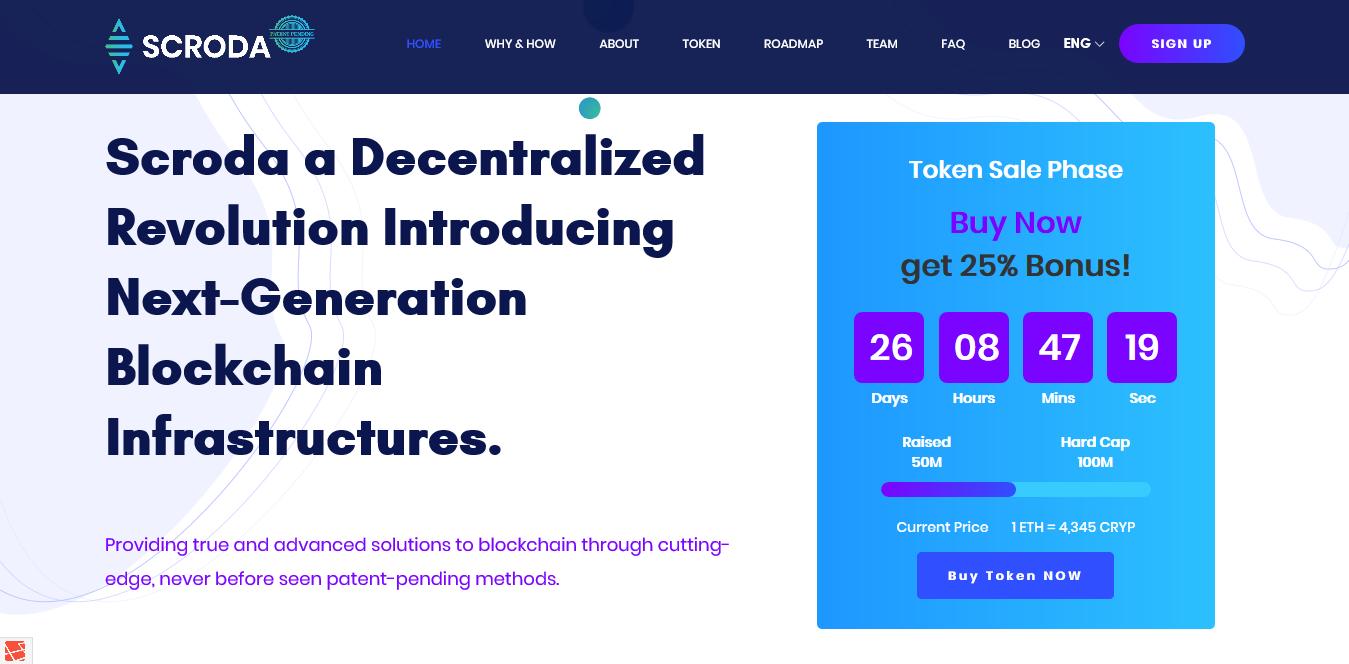 SCRODA
PATENT PENDING
HOME WHY & HOW ABOUT TOKEN ROADMAP TEAM FAQ BLOG ENG SIGN UP
Scroda a Decentralized
Revolution Introducing
Next-Generation
Blockchain
Infrastructures.
Providing true and advanced solutions to blockchain through cutting-
edge, never before seen patent-pending methods.
Token Sale Phase
Buy Now
get 25% Bonus!
26 08 47 19
Days Hours Mins Sec
Raised Hard Cap
50M 100M
Current Price 1 ETH = 4,345 CRYP
Buy Token NOW